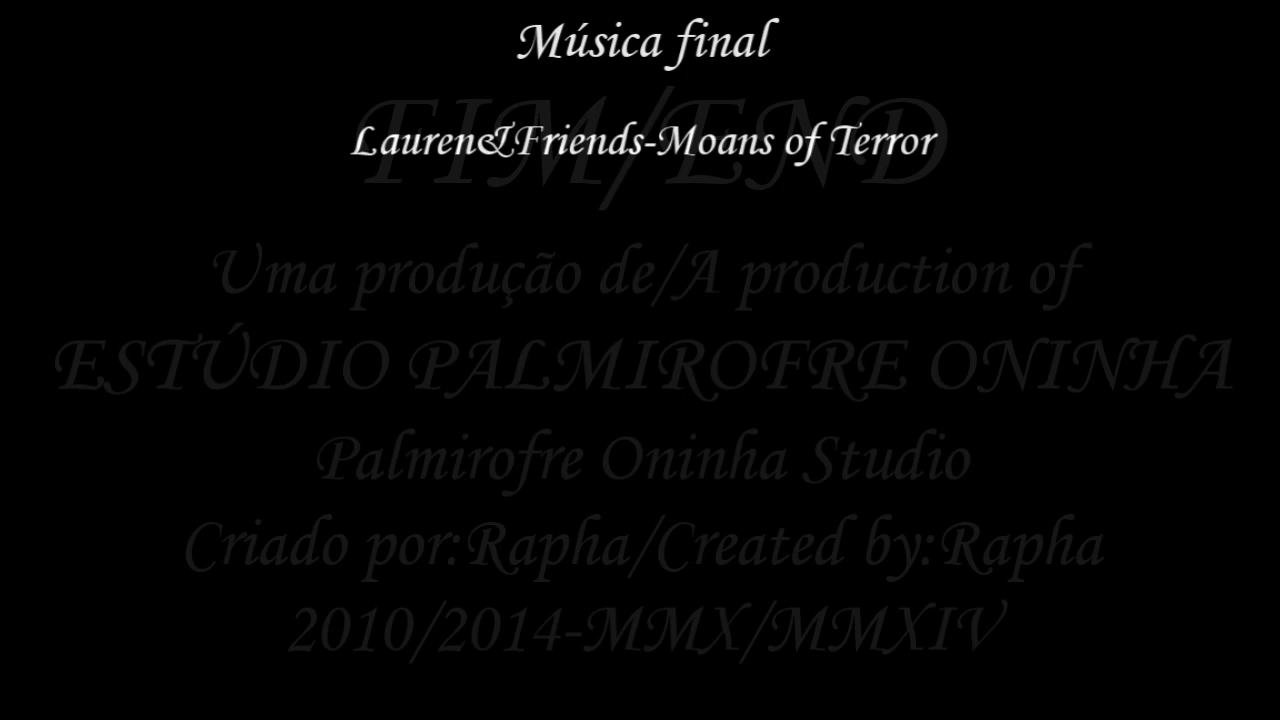 Música final
FIM/END
Lauren&Friends-Moans of Terror
Uma produção de/A production of
ESTÚDIO PALMIROFRE ONINHA
Palmirofre Oninha Studio
Criado por:Rapha/Created by:Rapha
2010/2014-MMX/MMXIV